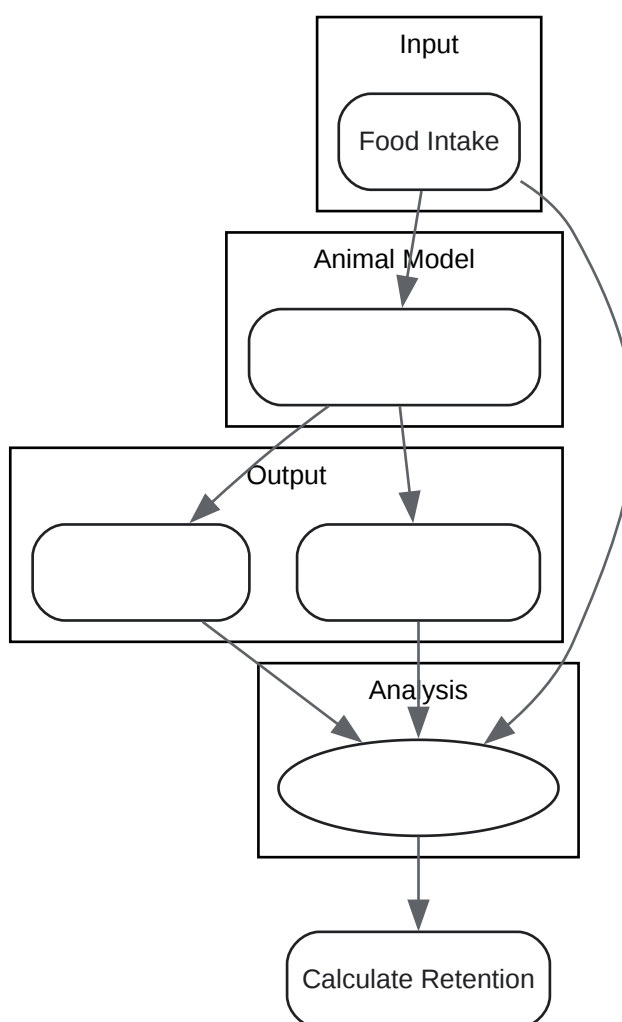 Input
Food Intake
Animal Model
Output
Analysis
Calculate Retention